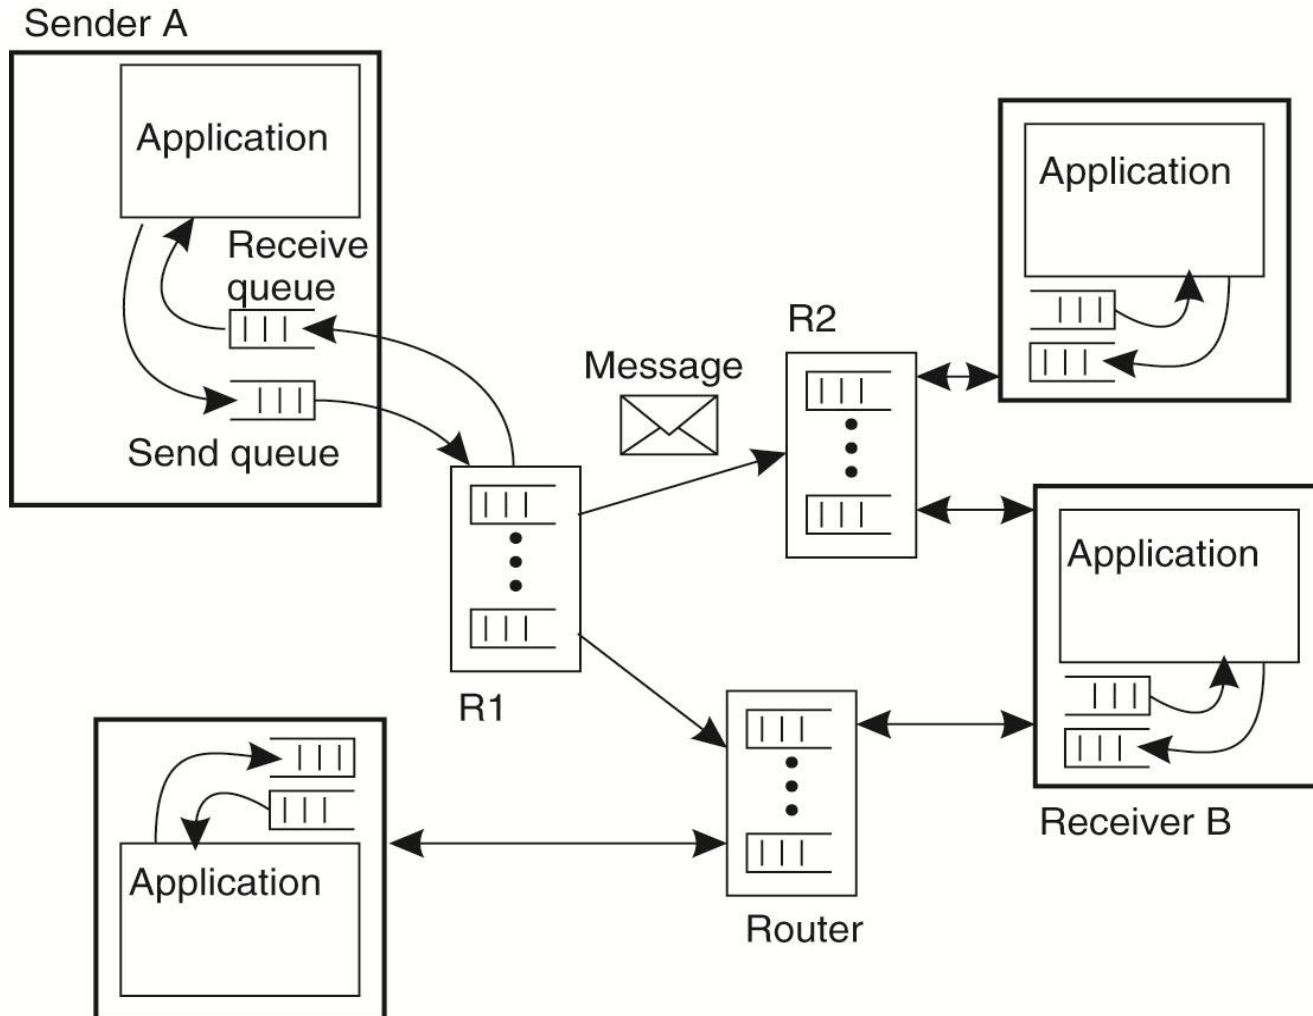 Sender A
Application
Receive
queue
Send queue
Message
R2
Application
R1
Application
Receiver B
Application
Router